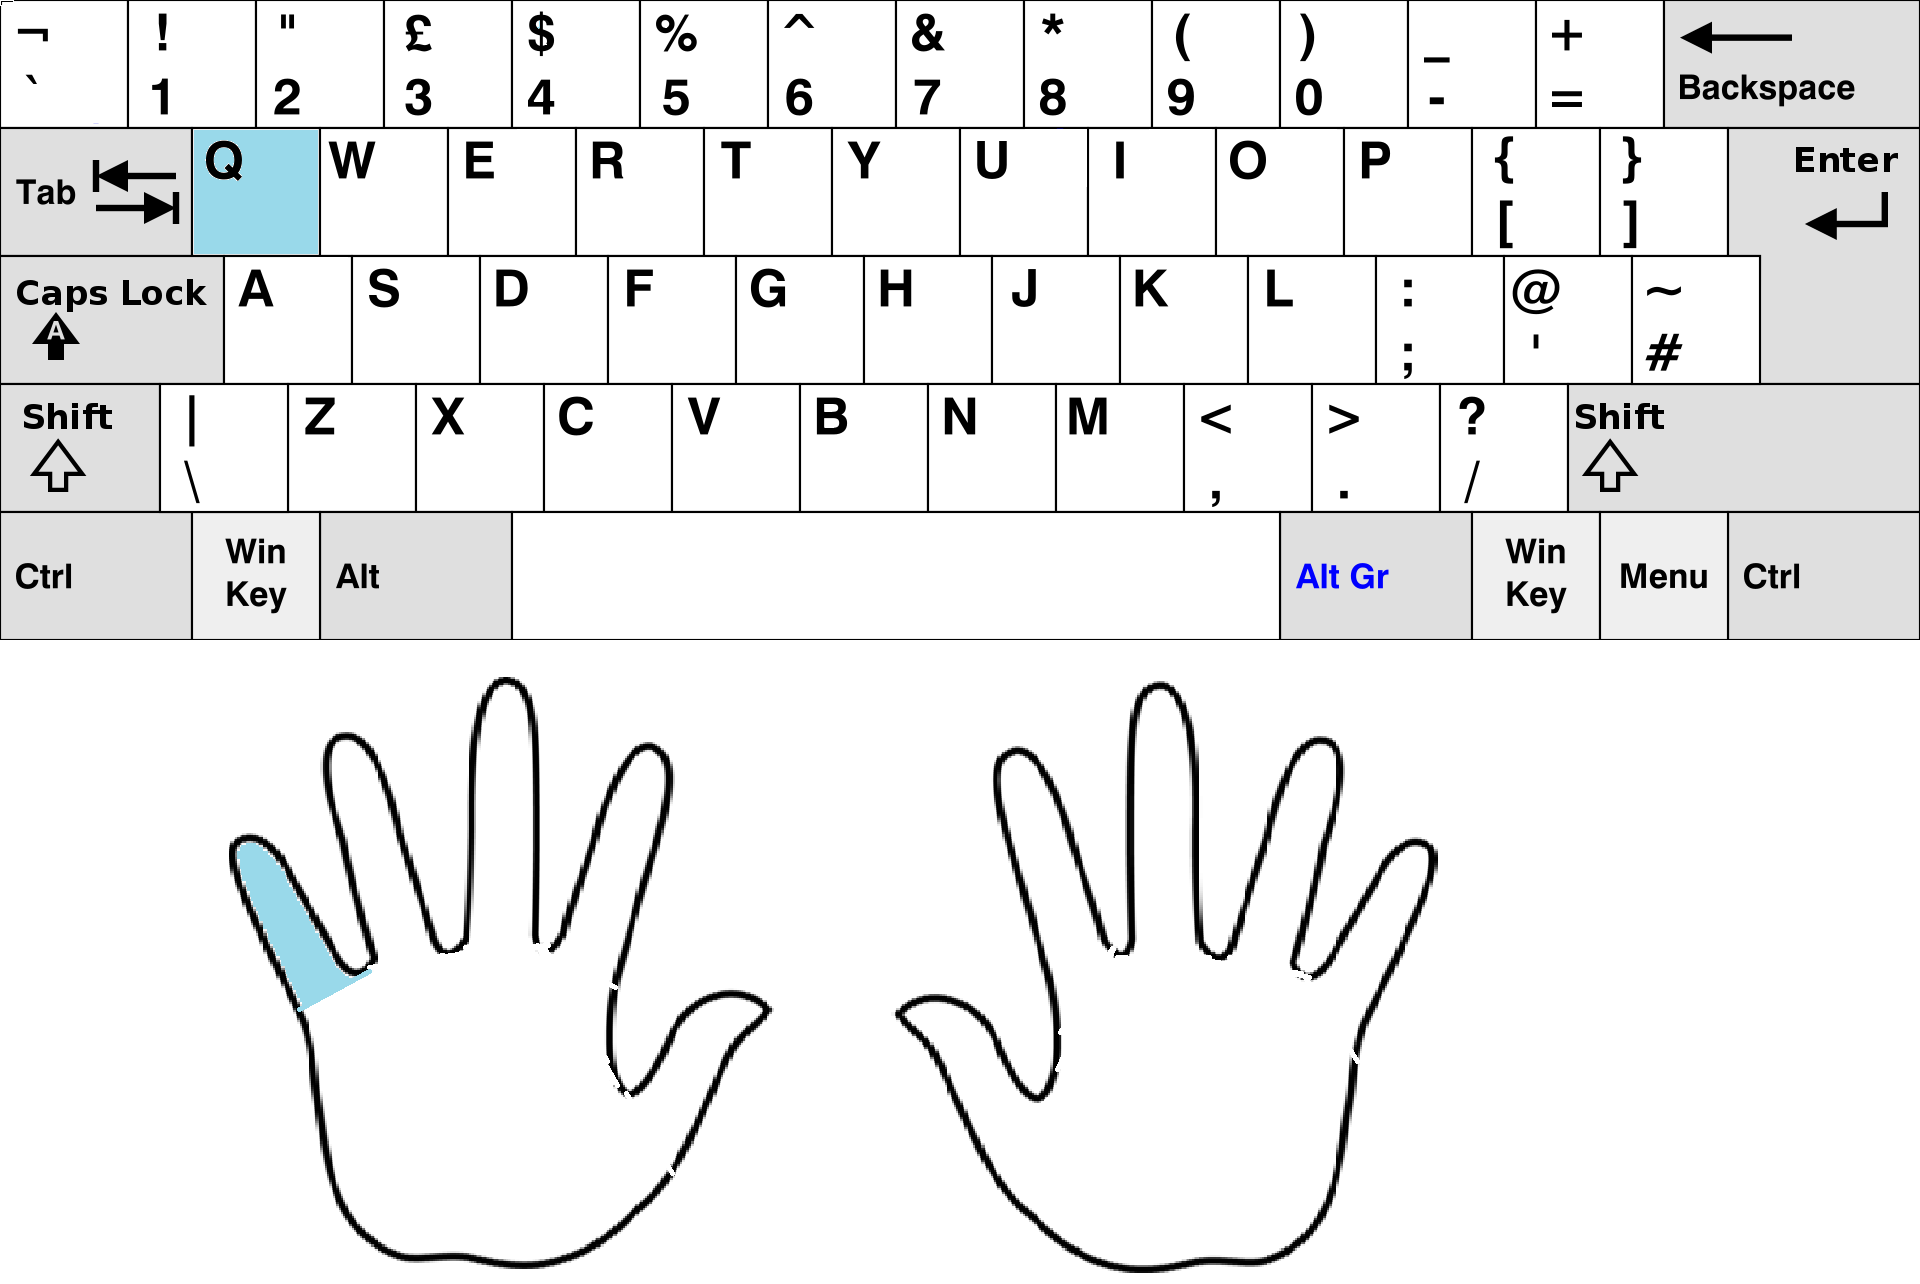 ¬ ! " £ $ % ^ & * ( ) _ +
` 1 2 3 4 5 6 7 8 9 0 - = Backspace
Tab Q W E R T Y U I O P { } Enter
[ ]
Caps Lock A S D F G H J K L : @ ~
A ; ' #
Shift | Z X C V B N M < > ? Shift
\ , . /
Ctrl Win Key Alt Alt Gr Win Key Menu Ctrl